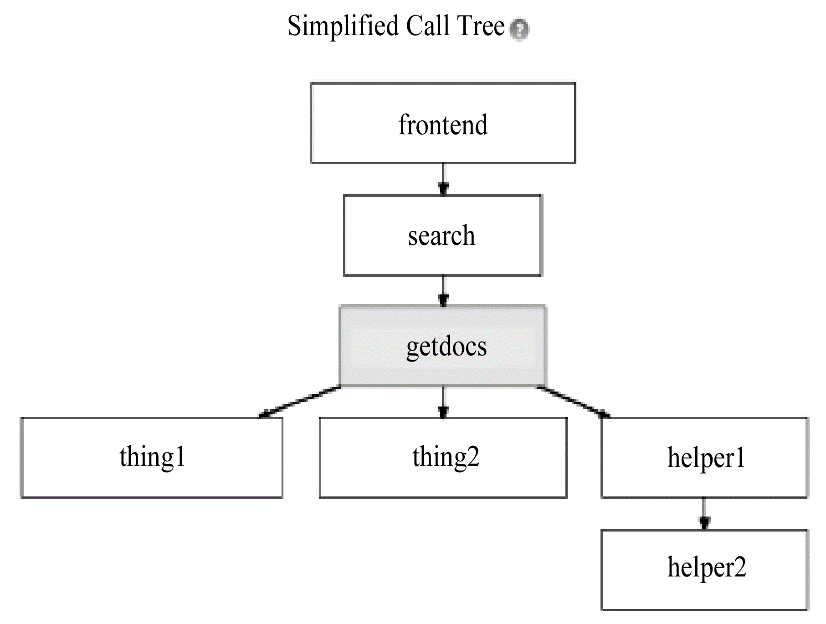 Simplified Call Tree ?
frontend
search
getdocs
thing1
thing2
helper1
helper2